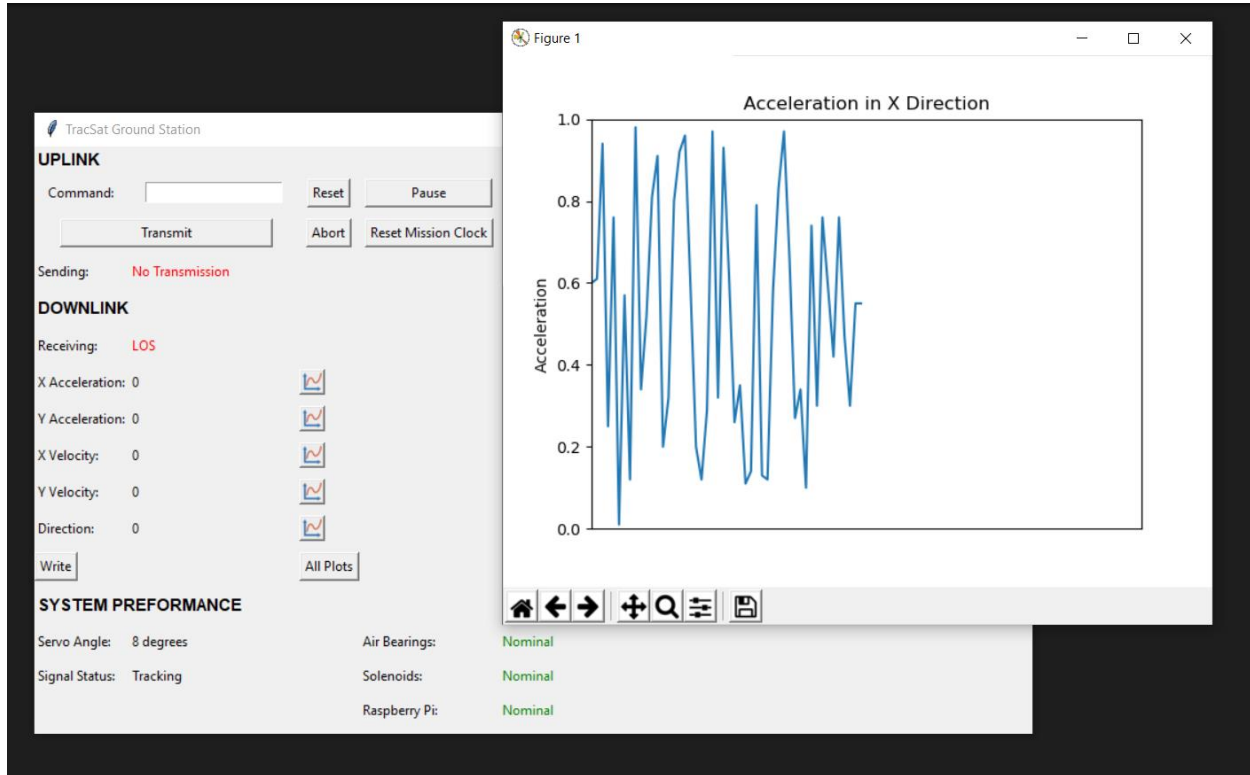 Figure 1
TracSat Ground Station
UPLINK
Command:
Reset
Pause
Transmit
Abort
Reset Mission Clock
Sending: No Transmission
DOWNLINK
Receiving: LOS
X Acceleration: 0
Y Acceleration: 0
X Velocity: 0
Y Velocity: 0
Direction: 0
Write
All Plots
SYSTEM PREFORMANCE
Servo Angle: 8 degrees
Air Bearings: Nominal
Signal Status: Tracking
Solenoids: Nominal
Raspberry Pi: Nominal
Acceleration in X Direction
1.0
0.8
0.6
0.4
0.2
0.0
Acceleration